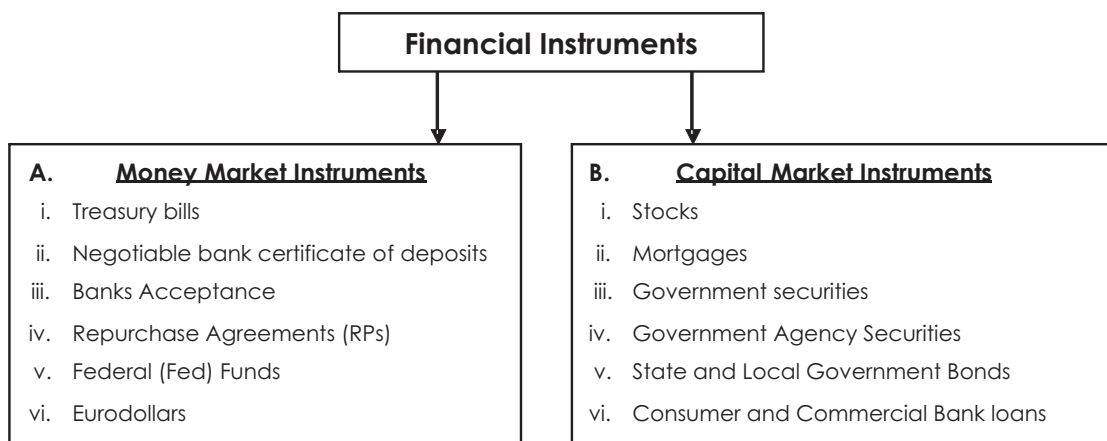 Financial Instruments
A. Money Market Instruments
i. Treasury bills
ii. Negotiable bank certificate of deposits
iii. Banks Acceptance
iv. Repurchase Agreements (RPs)
v. Federal (Fed) Funds
vi. Eurodollars
B. Capital Market Instruments
i. Stocks
ii. Mortgages
iii. Government securities
iv. Government Agency Securities
v. State and Local Government Bonds
vi. Consumer and Commercial Bank loans